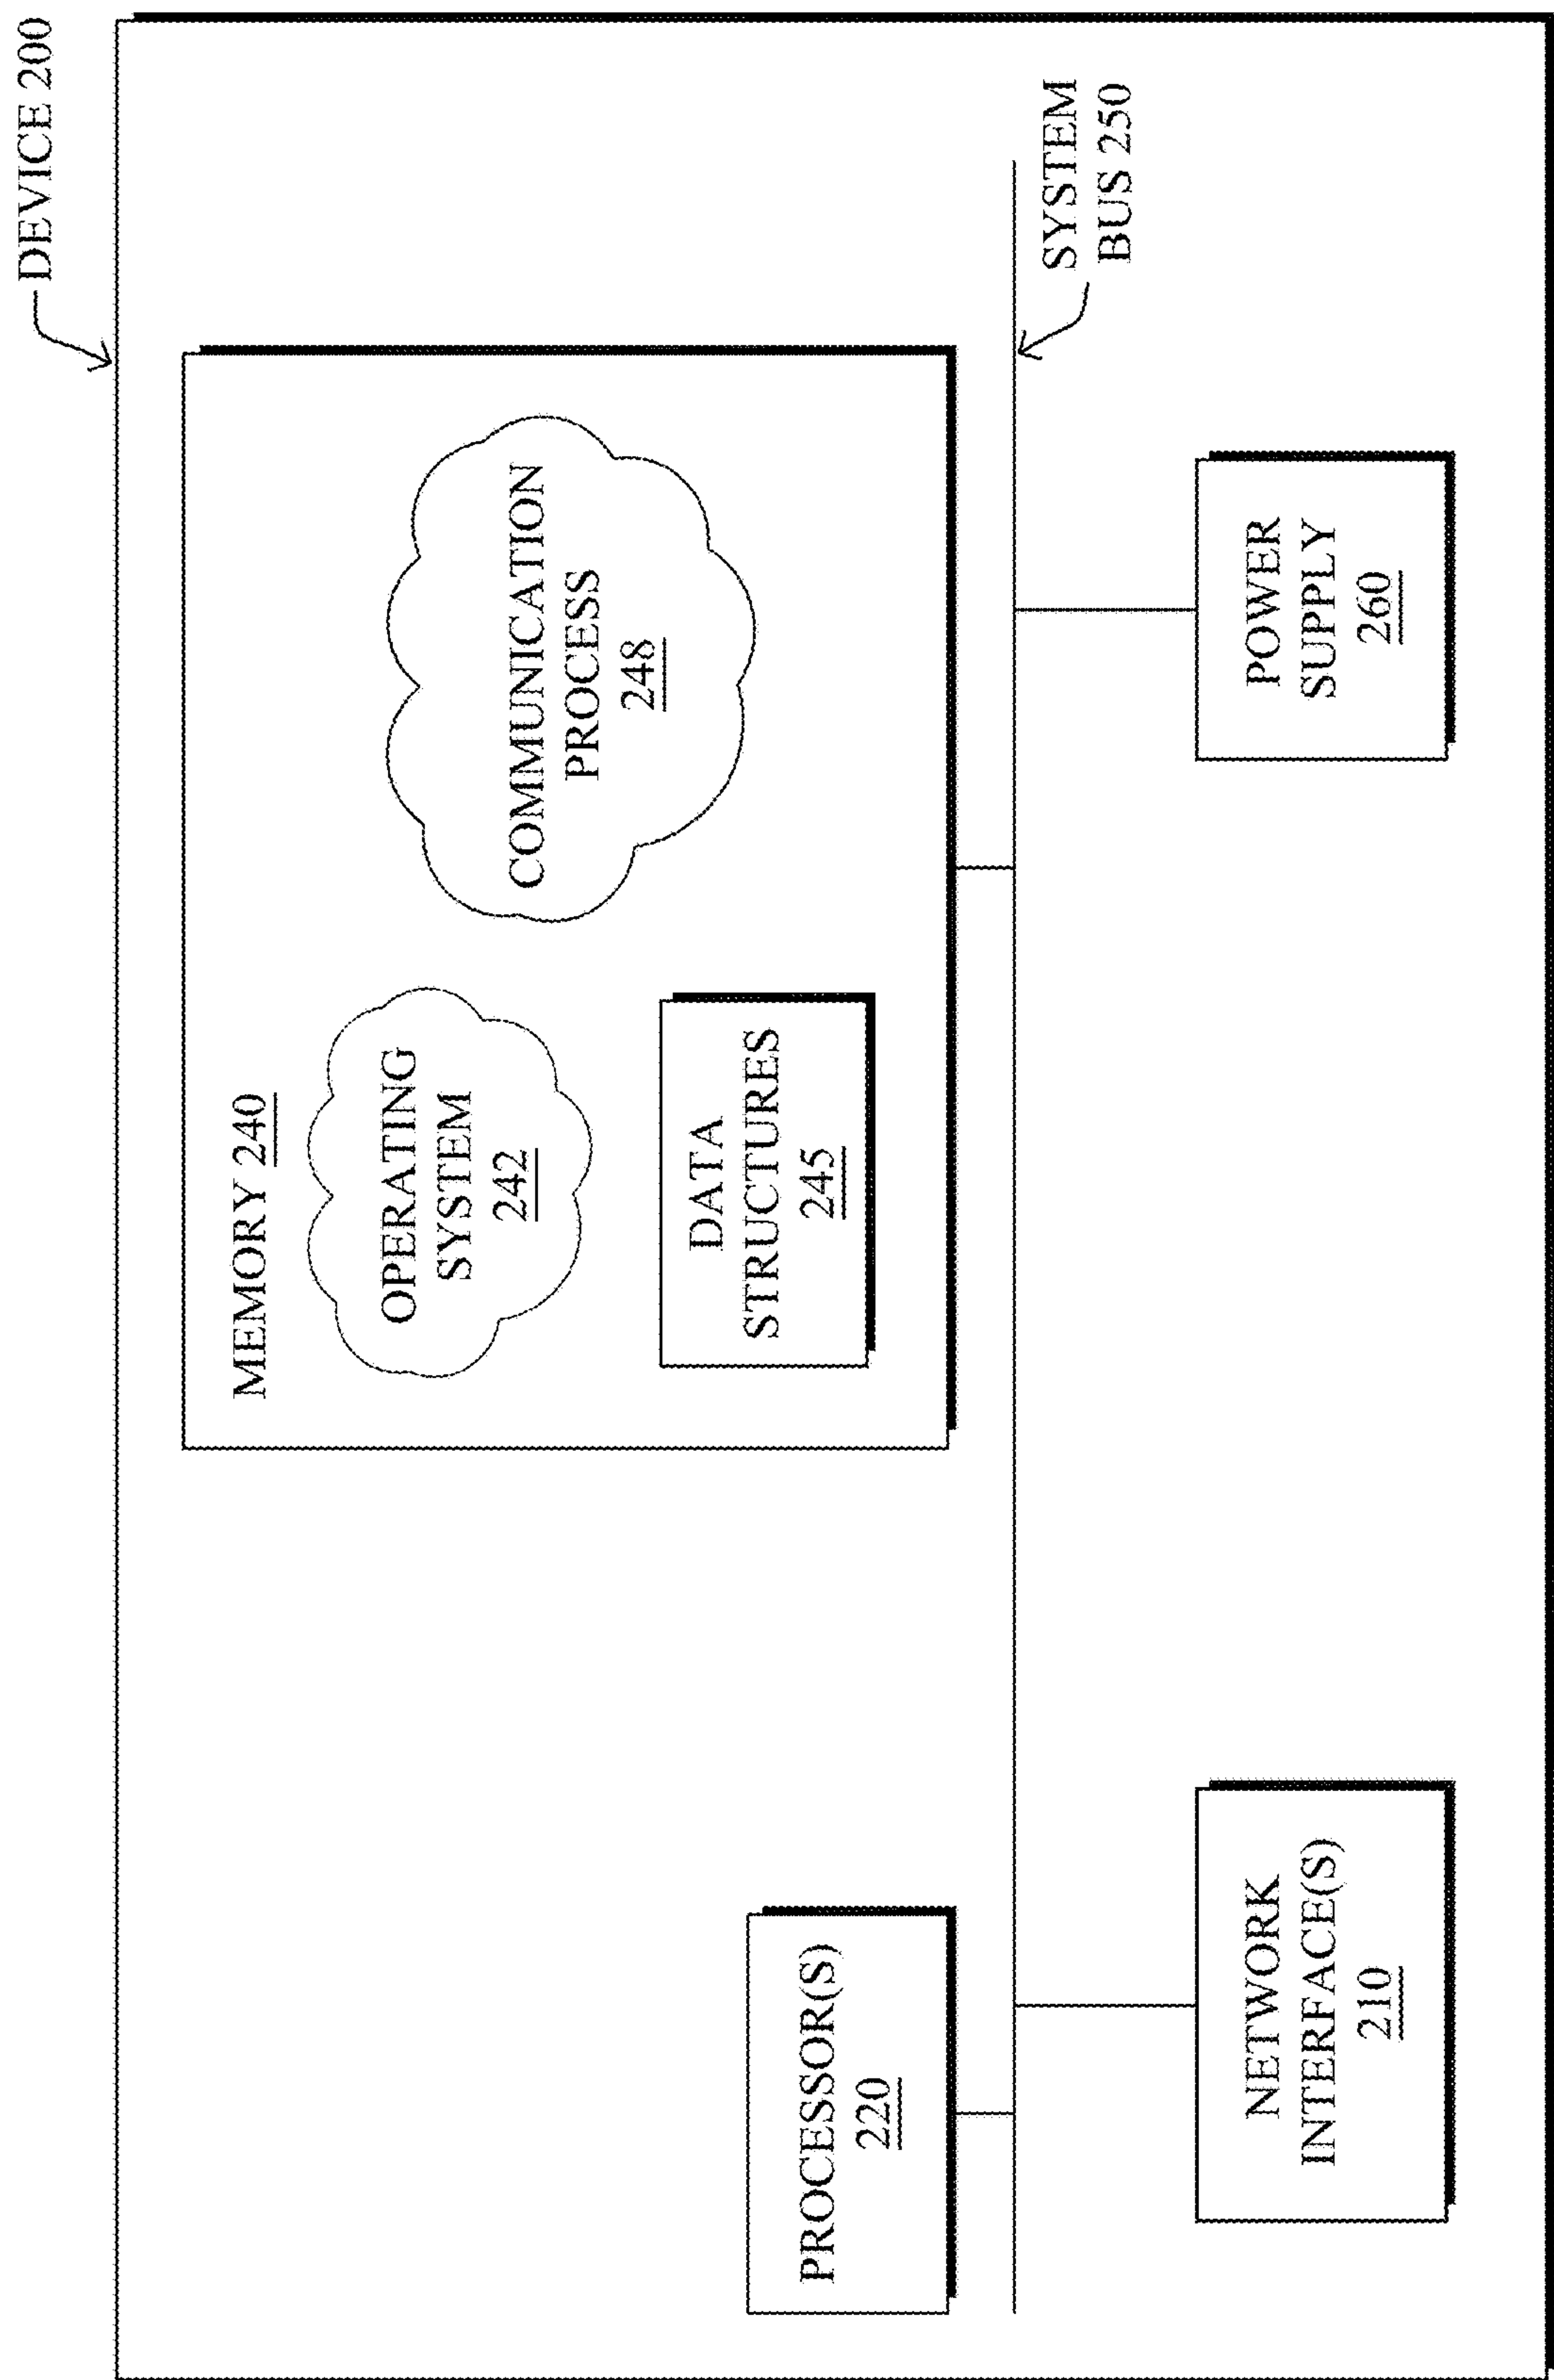 DEVICE 200
MEMORY 240
OPERATING
SYSTEM
242
COMMUNICATION
PROCESS
248
DATA
STRUCTURES
245
PROCESSOR(S)
220
SYSTEM
BUS 250
NETWORK
INTERFACE(S)
210
POWER
SUPPLY
260